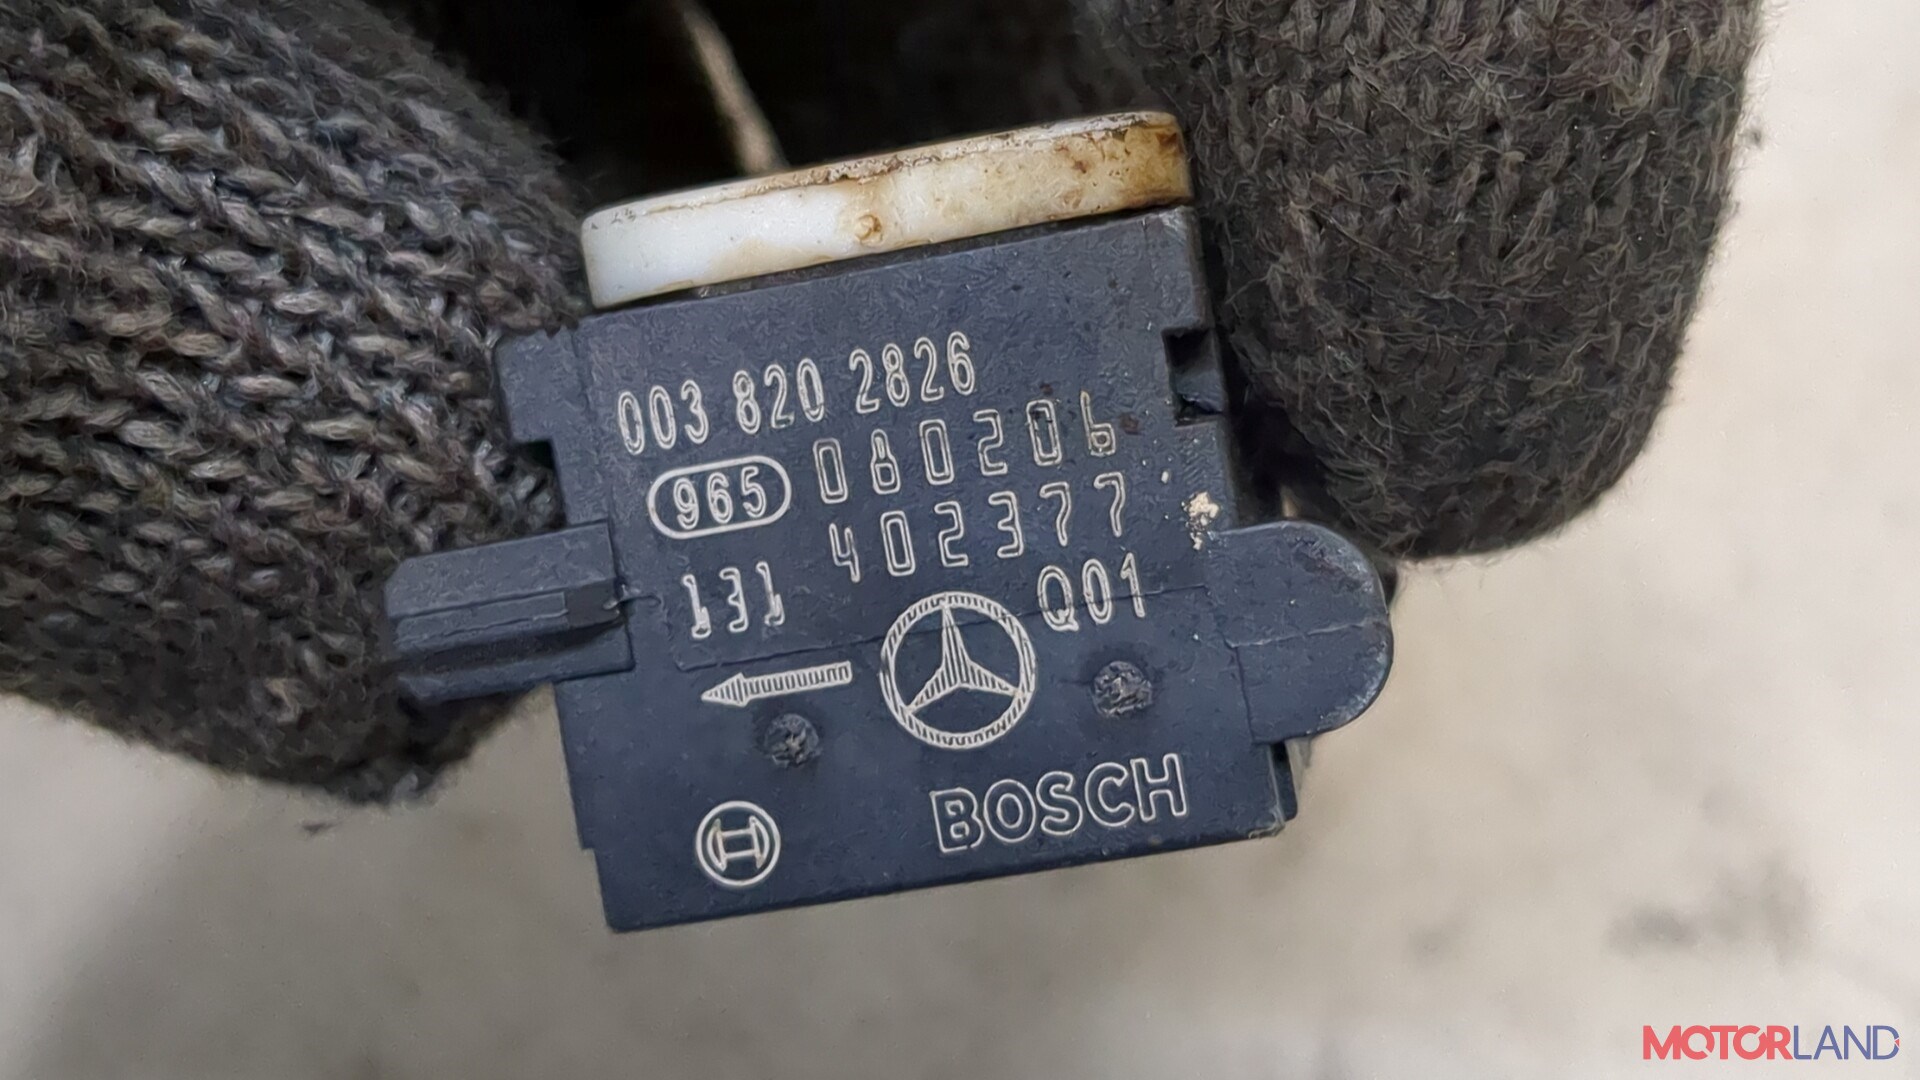 003 820 2826
965 080206
402377
131 Q01
BOSCH
MOTORLAND